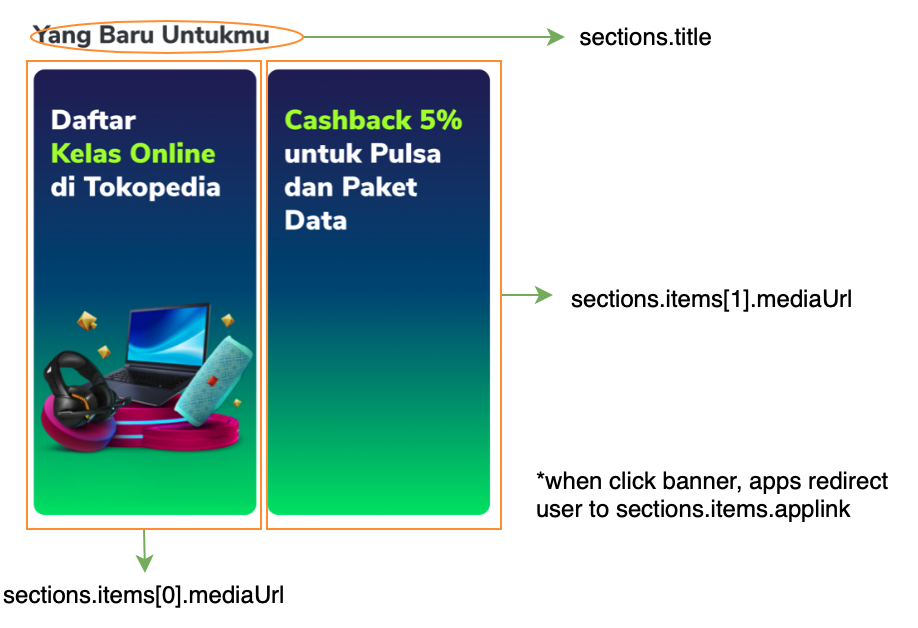 Yang Baru Untukmu
sections.title
Daftar
Kelas Online
di Tokopedia
Cashback 5%
untuk Pulsa
dan Paket
Data
sections.items[1].mediaUrl
*when click banner, apps redirect
user to sections.items.applink
sections.items[0].mediaUrl